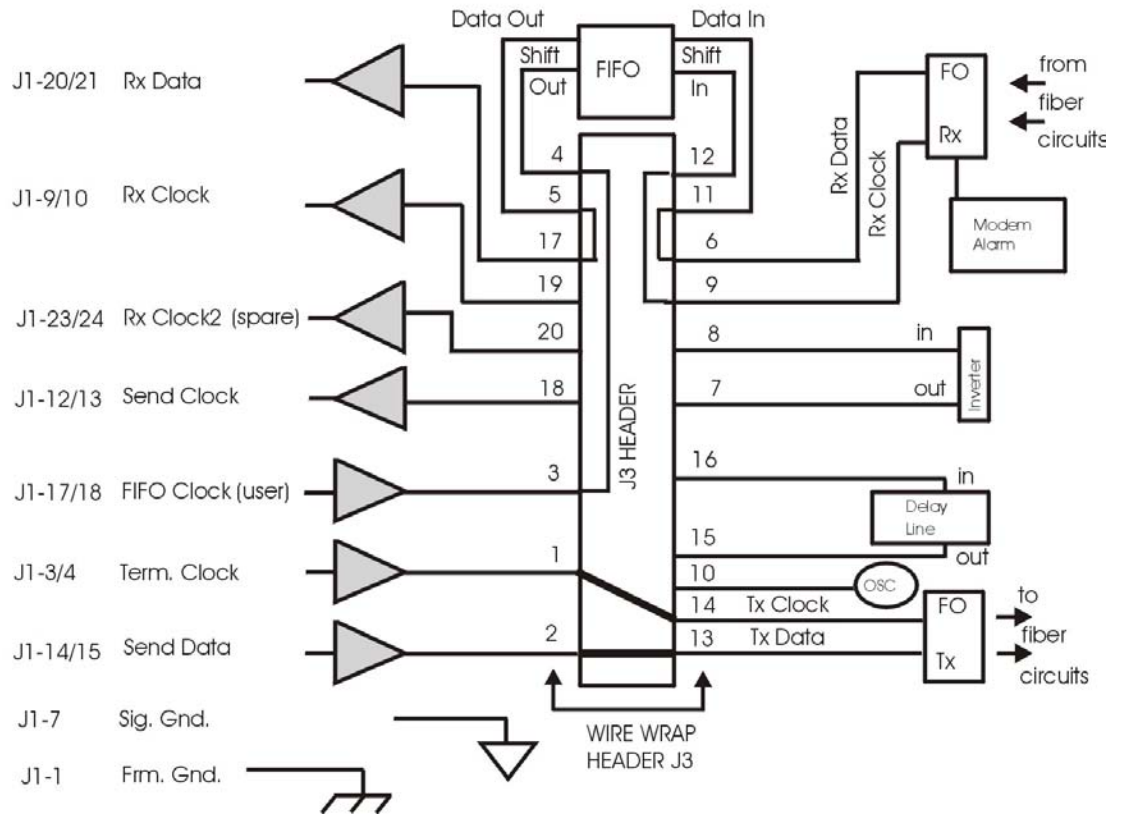 Data Out
Data In
Shift
Out
FIFO
Shift
In
J1-20/21 Rx Data
J1-9/10 Rx Clock
J1-23/24 Rx Clock2 (spare)
J1-12/13 Send Clock
J1-17/18 FIFO Clock (user)
J1-3/4 Term. Clock
J1-14/15 Send Data
J1-7 Sig. Gnd.
J1-1 Frm. Gnd.
4
5
17
19
20
18
3
1
2
J3 HEADER
12
11
6
9
8
7
16
15
10
14
13
Rx Data
Rx Clock
FO
Rx
from
fiber
circuits
Modem
Alarm
in
out
Inverter
in
Delay
Line
out
OSC
Tx Clock
Tx Data
FO
Tx
to
fiber
circuits
WIRE WRAP
HEADER J3